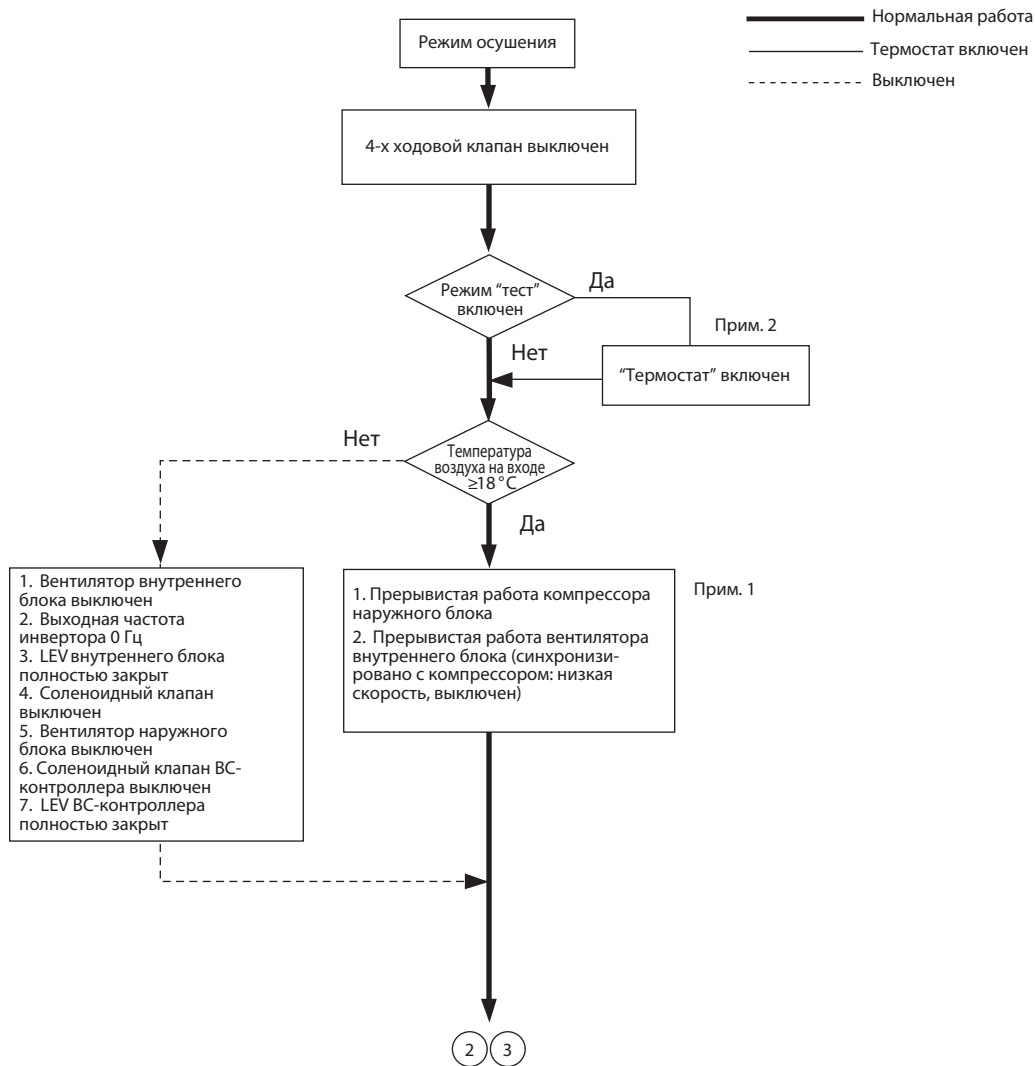 Нормальная работа
Термостат включен
Выключен
Режим осушения
4-х ходовой клапан выключен
Режим “тест”
включен
Да
Прим. 2
Нет
“Термостат” включен
Нет
Температура
воздуха на входе
≥18°C
Да
1. Вентилятор внутреннего
блока выключен
2. Выходная частота
инвертора 0 Гц
3. LEV внутреннего блока
полностью закрыт
4. Соленоидный клапан
выключен
5. Вентилятор наружного
блока выключен
6. Соленоидный клапан BC-
контроллера выключен
7. LEV BC-контроллера
полностью закрыт
1. Прерывистая работа компрессора
наружного блока
2. Прерывистая работа вентилятора
внутреннего блока (синхронизи-
ровано с компрессором: низкая
скорость, выключен)
Прим. 1
2 3